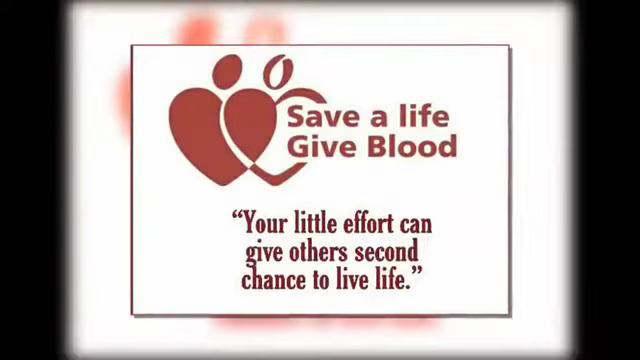 Save a life
Give Blood
“Your little effort can
give others second
chance to live life.”